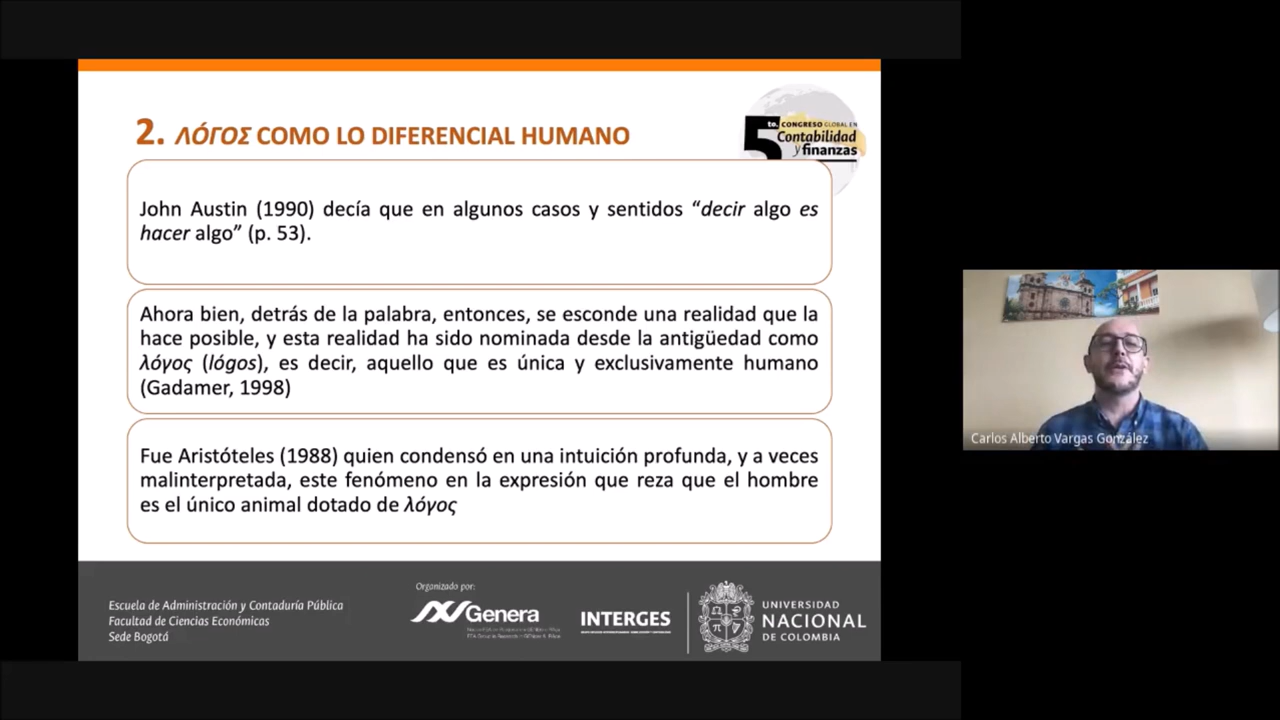 2. ΛΌΓΟΣ COMO LO DIFERENCIAL HUMANO
5to. CONGRESO GLOBAL EN
Contabilidad
y finanzas
John Austin (1990) decía que en algunos casos y sentidos “decir algo es
hacer algo” (p. 53).
Ahora bien, detrás de la palabra, entonces, se esconde una realidad que la
hace posible, y esta realidad ha sido nominada desde la antigüedad como
λόγος (lógos), es decir, aquello que es única y exclusivamente humano
(Gadamer, 1998)
Fue Aristóteles (1988) quien condensó en una intuición profunda, y a veces
malinterpretada, este fenómeno en la expresión que reza que el hombre
es el único animal dotado de λόγος
Carlos Alberto Vargas González
Escuela de Administración y Contaduría Pública
Facultad de Ciencias Económicas
Sede Bogotá
Organizado por:
Genera
INTERGES
UNIVERSIDAD
NACIONAL
DE COLOMBIA